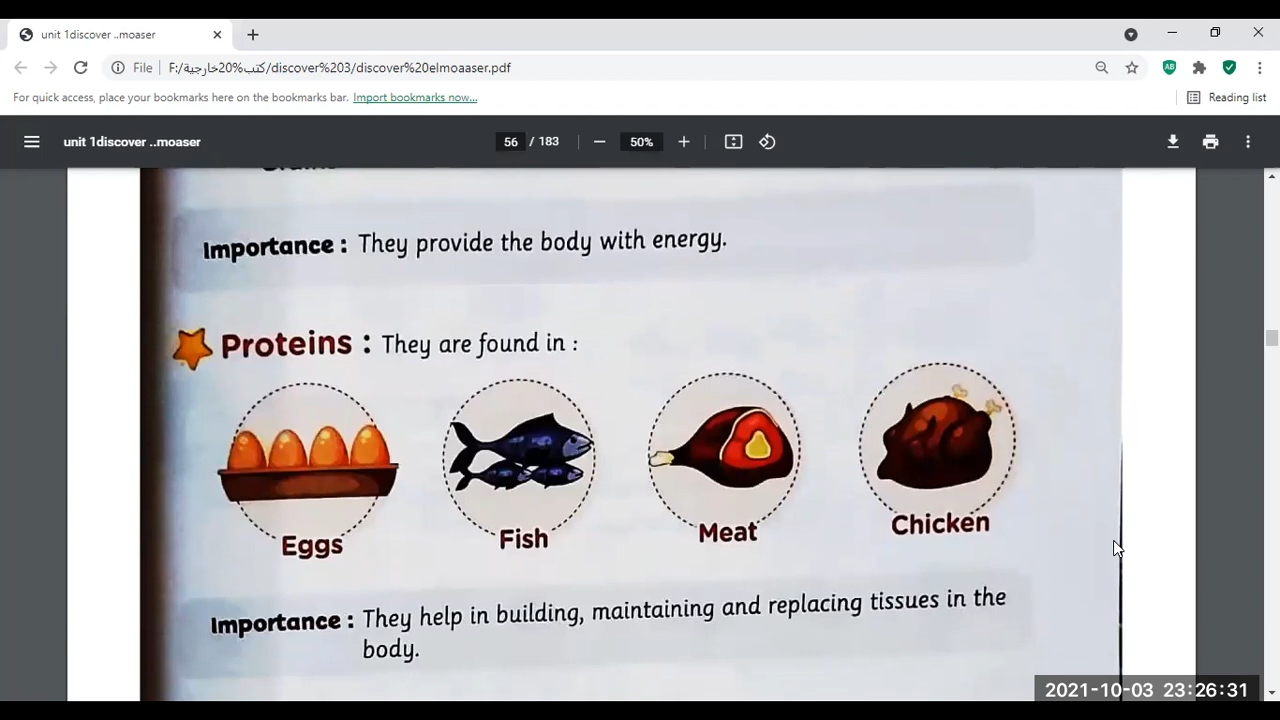 unit 1discover ..moaser
File
F:/كتب%20خارجية/discover%203/discover%20elmoaaser.pdf
AB
For quick access, place your bookmarks here on the bookmarks bar. Import bookmarks now...
Reading list
unit 1discover ..moaser
56 / 183
50%
Importance : They provide the body with energy.
Proteins : They are found in :
Eggs
Fish
Meat
Chicken
Importance : They help in building, maintaining and replacing tissues in the
body.
2021-10-03 23:26:31